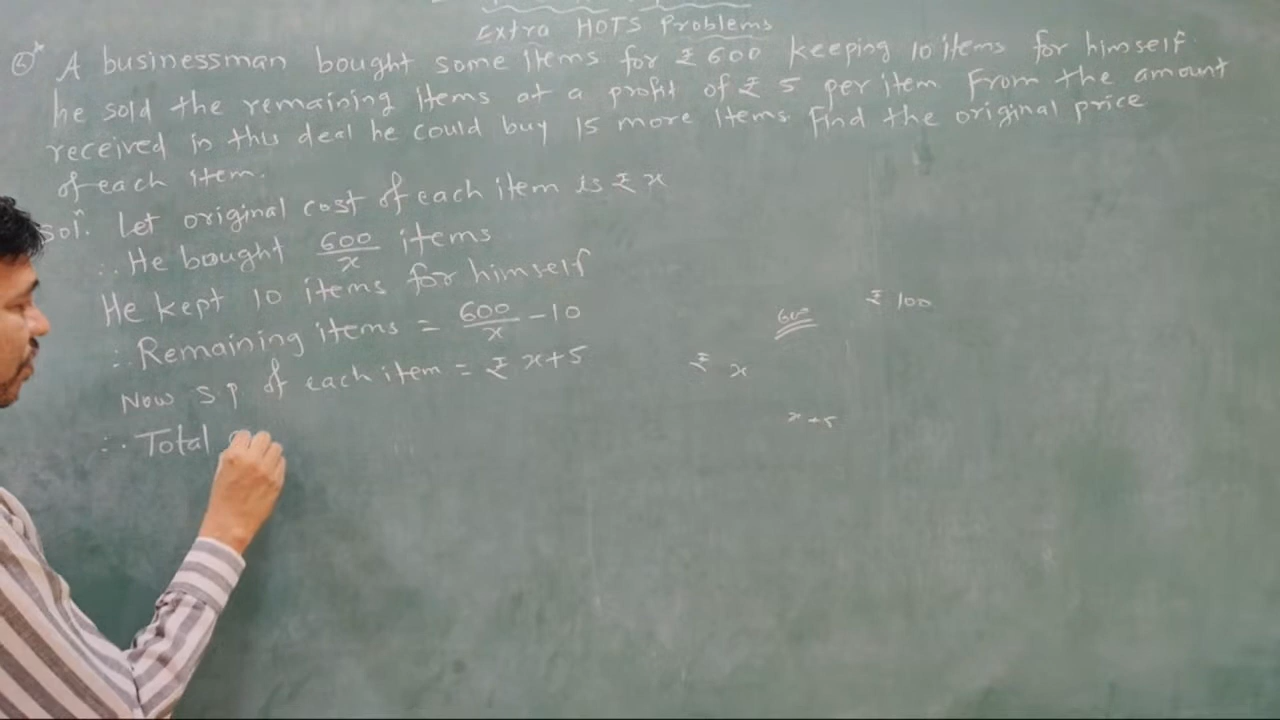 Extro HOTS Problems
6* A businessman bought some items for ₹ 600 keeping 10 items for himself
he sold the remaining items at a profit of ₹ 5 per item From the amount
received in this deal he could buy 15 more items Find the original price
of each item.
Solⁿ. Let original cost of each item is ₹ x
∴ He bought 600/x items
He kept 10 items for himself
∴ Remaining items = 600/x - 10
Now S.P of each item = ₹ x+5
∴ Total
₹ 100
600
₹ x
x+5